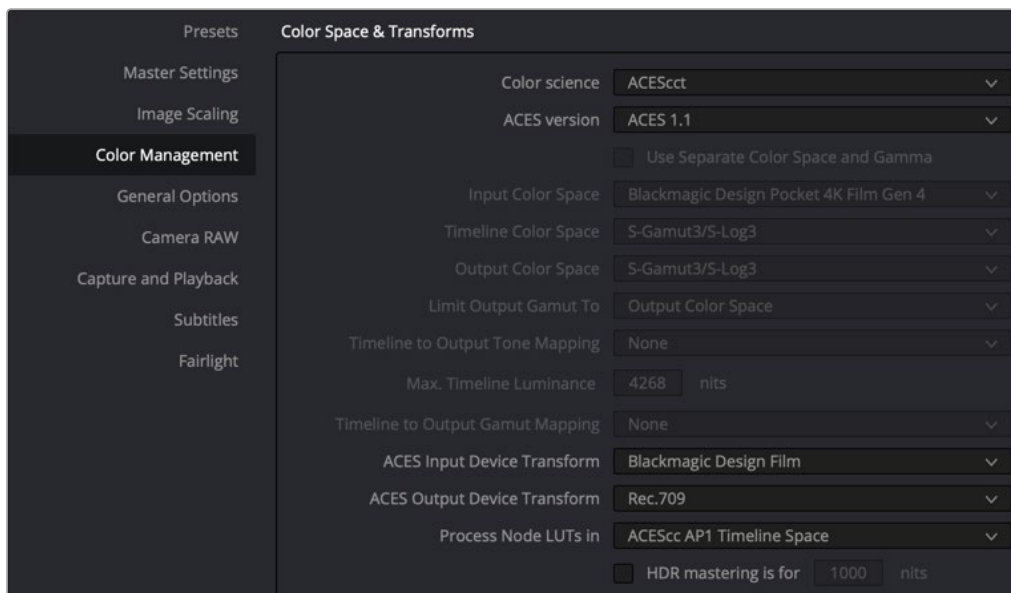 Presets
Master Settings
Image Scaling
Color Management
General Options
Camera RAW
Capture and Playback
Subtitles
Fairlight
Color Space & Transforms
Color science ACEScct
ACES version ACES 1.1
Use Separate Color Space and Gamma
Input Color Space Blackmagic Design Pocket 4K Film Gen 4
Timeline Color Space S-Gamut3/S-Log3
Output Color Space S-Gamut3/S-Log3
Limit Output Gamut To Output Color Space
Timeline to Output Tone Mapping None
Max. Timeline Luminance 4268 nits
Timeline to Output Gamut Mapping None
ACES Input Device Transform Blackmagic Design Film
ACES Output Device Transform Rec.709
Process Node LUTs in ACEScc AP1 Timeline Space
HDR mastering is for 1000 nits